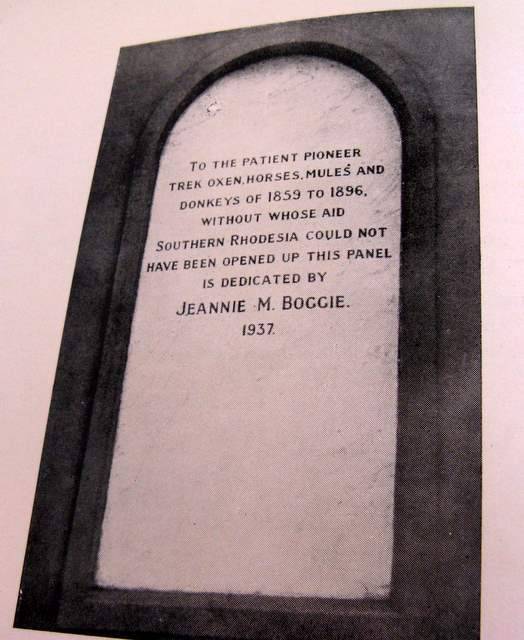 TO THE PATIENT PIONEER
TREK OXEN, HORSES, MULES AND
DONKEYS OF 1859 TO 1896,
WITHOUT WHOSE AID
SOUTHERN RHODESIA COULD NOT
HAVE BEEN OPENED UP THIS PANEL
IS DEDICATED BY
JEANNIE M. BOGGIE.
1937.